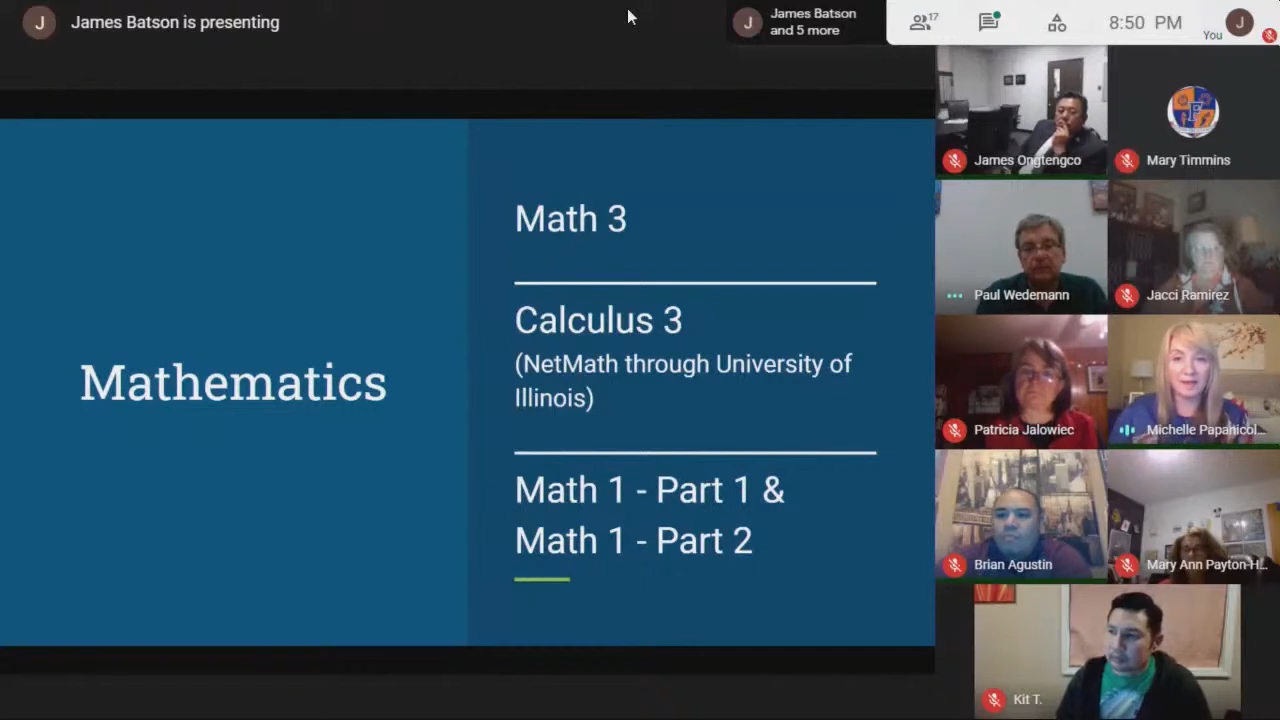 J
James Batson is presenting
J
James Batson
and 5 more
17
8:50 PM
You
J
James Ongtengco
Mary Timmins
Paul Wedemann
Jacci Ramirez
Patricia Jalowiec
Michelle Papanicol...
Brian Agustin
Mary Ann Payton-H...
Kit T.
Mathematics
Math 3
Calculus 3
(NetMath through University of
Illinois)
Math 1 - Part 1 &
Math 1 - Part 2